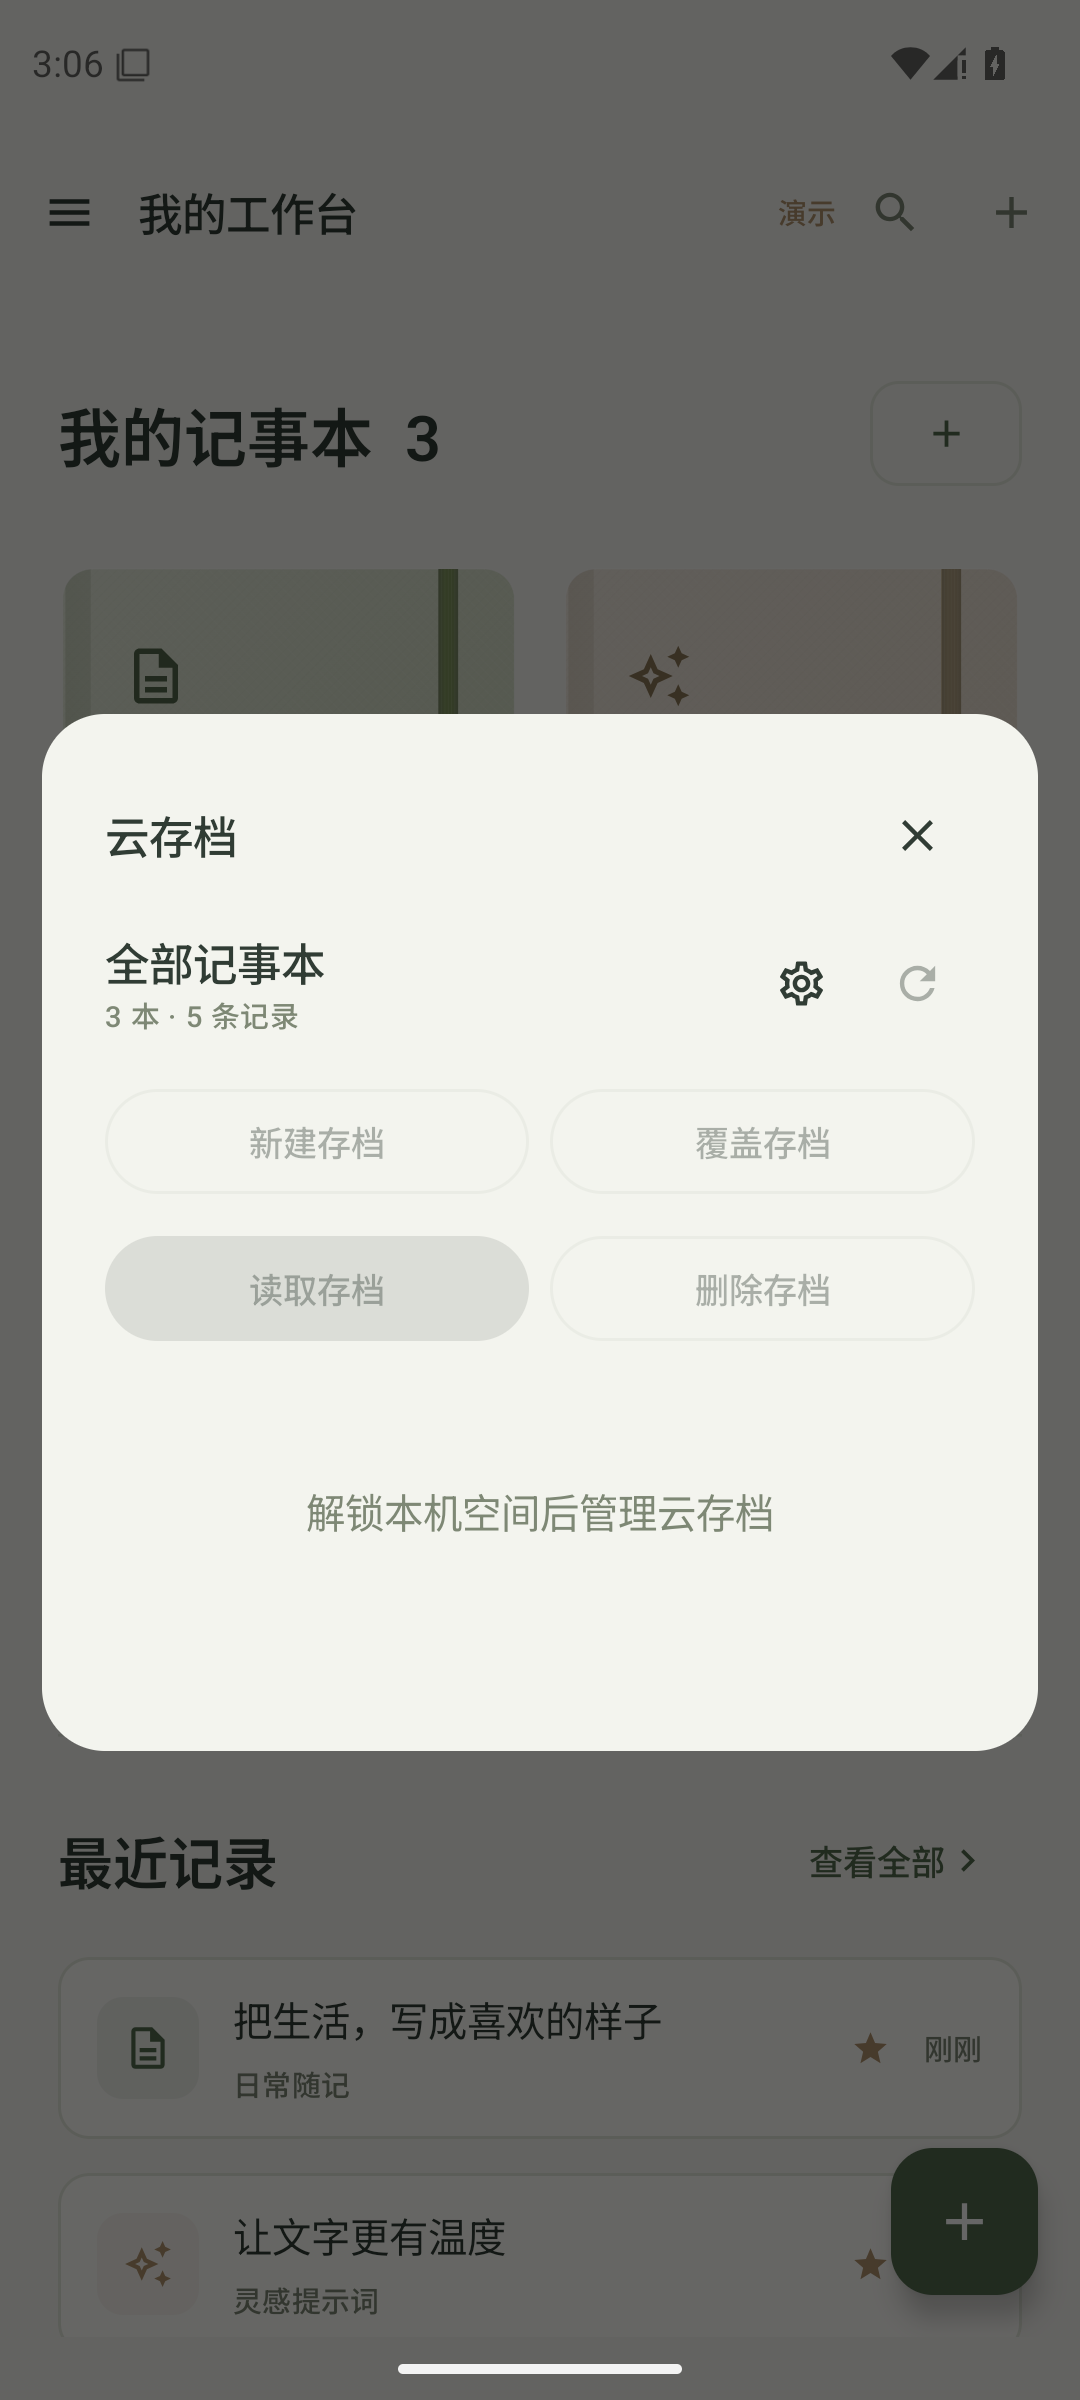 3:06
我的工作台
演示
我的记事本 3
云存档
全部记事本
3 本 · 5 条记录
新建存档
覆盖存档
读取存档
删除存档
解锁本机空间后管理云存档
最近记录
查看全部
把生活，写成喜欢的样子
日常随记
刚刚
让文字更有温度
灵感提示词